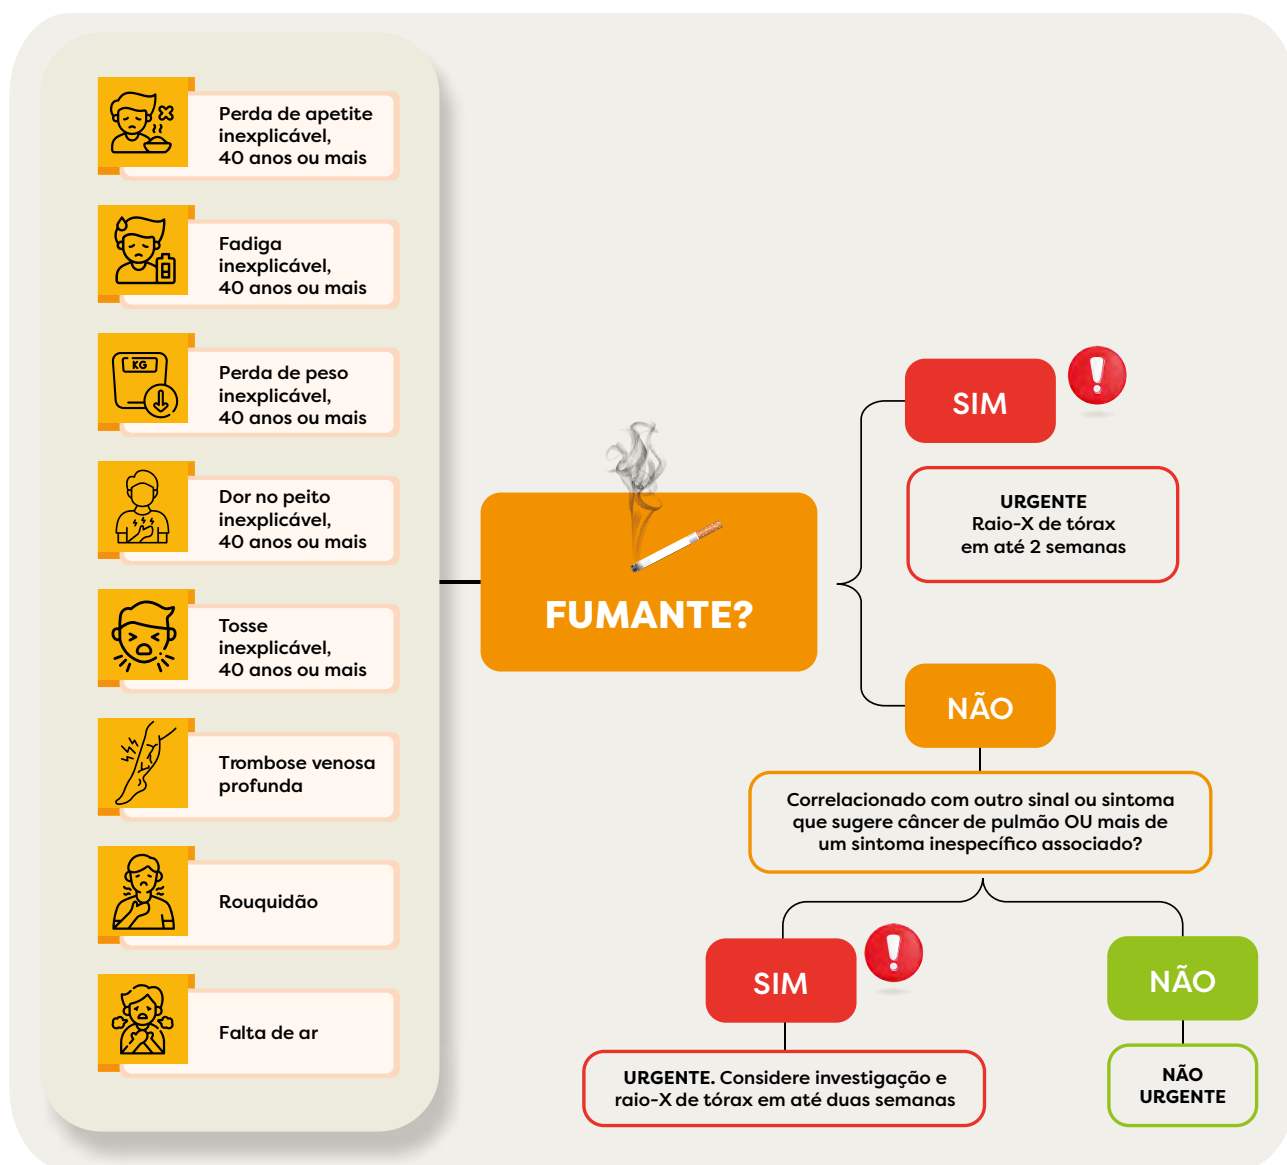 Perda de apetite
inexplicável,
40 anos ou mais
Fadiga
inexplicável,
40 anos ou mais
KG
Perda de peso
inexplicável,
40 anos ou mais
Dor no peito
inexplicável,
40 anos ou mais
Tosse
inexplicável,
40 anos ou mais
Trombose venosa
profunda
Rouquidão
Falta de ar
FUMANTE?
SIM
URGENTE
Raio-X de tórax
em até 2 semanas
NÃO
Correlacionado com outro sinal ou sintoma
que sugere câncer de pulmão OU mais de
um sintoma inespecífico associado?
SIM
URGENTE. Considere investigação e
raio-X de tórax em até duas semanas
NÃO
NÃO
URGENTE